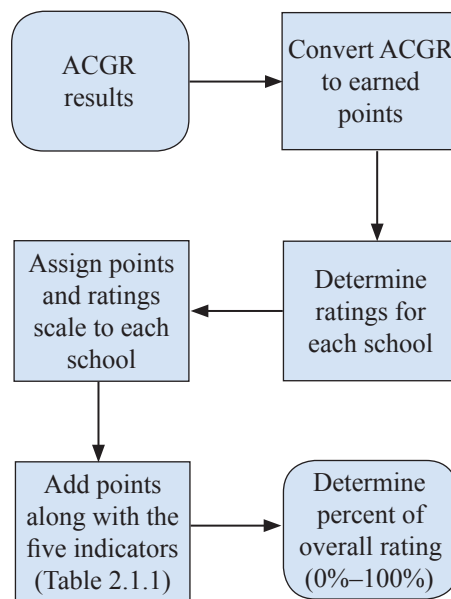 ACGR
results
Convert ACGR
to earned
points
Determine
ratings for
each school
Assign points
and ratings
scale to each
school
Add points
along with the
five indicators
(Table 2.1.1)
Determine
percent of
overall rating
(0%–100%)